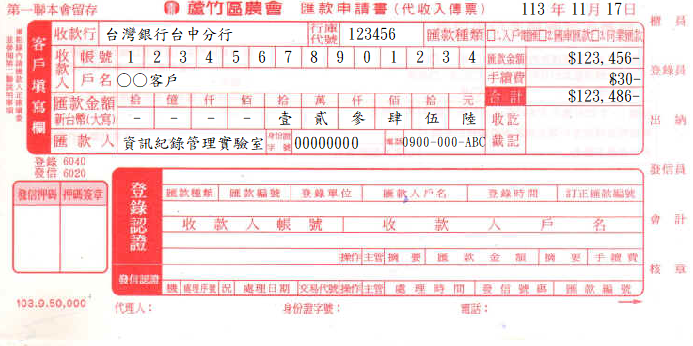 第一聯本會留存 蘆竹區農會 匯款申請書(代收入傳票) 113 年 11 月 17 日
客戶填寫欄
收款行 台灣銀行台中分行 行庫代號 123456 匯款種類 □1.入戶電匯□2.國庫匯款□3.同業匯款
收款人 帳號 1 2 3 4 5 6 7 8 9 0 1 2 3 4 匯款金額 $123,456-
戶名 ○○客戶 手續費 $30-
匯款金額 新台幣(大寫) 拾 億 仟 佰 拾 萬 仟 佰 拾 元 合計 $123,486-
- - - - 壹 貳 參 肆 伍 陸 收訖戳記
匯款人 資訊紀錄管理實驗室 身份證字號 00000000 電話 0900-000-ABC
櫃員
登錄員
出納
發信員
會計
核章
登錄 6040
發信 6020
發信押碼 押碼簽章
登錄認證
匯款種類 匯款編號 登錄單位 匯款人戶名 登錄時間 訂正匯款編號
收款人帳號 收款人戶名
操作 主管 摘要 匯款金額 摘要 手續費
發信認證
機 處理序號 況 處理日期 交易代號 操作 主管 處理時間 發信號碼 匯款編號
103.9.50,000
代理人： 身份證字號： 電話：